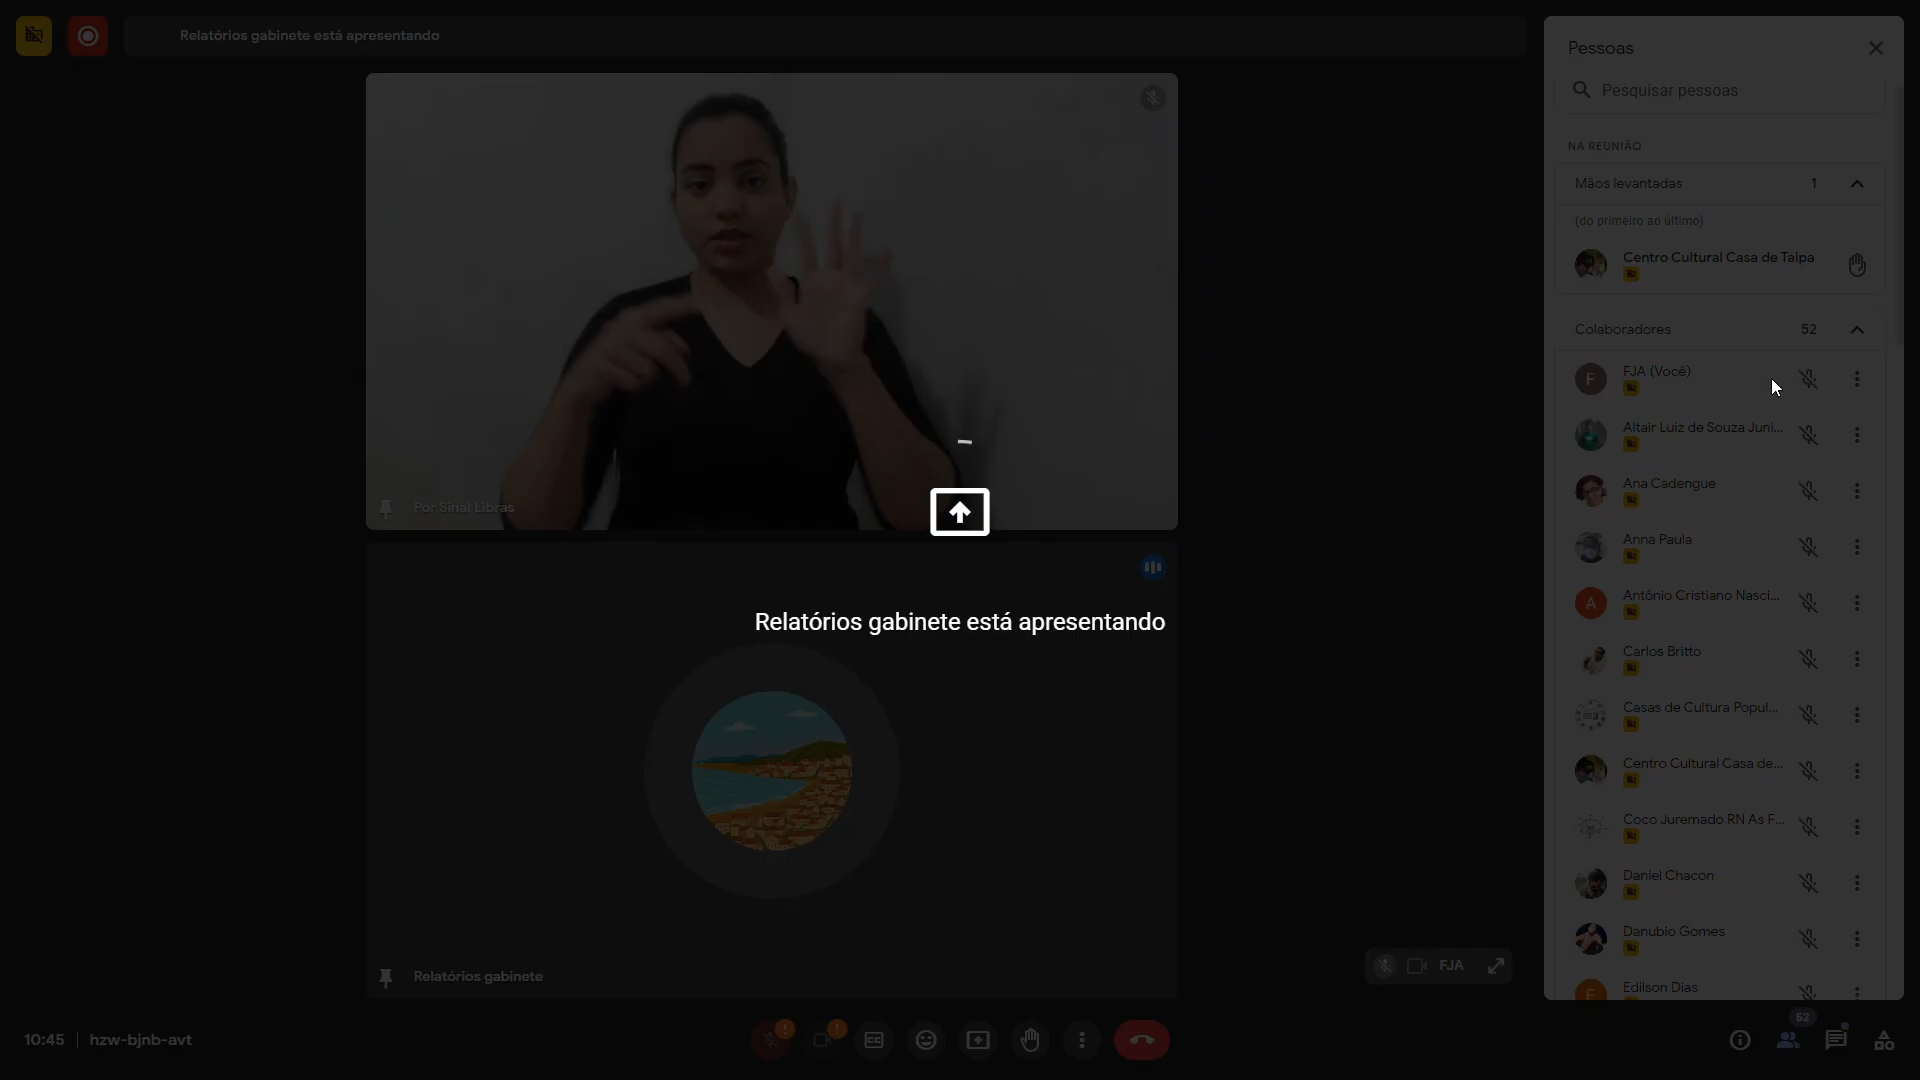 Relatórios gabinete está apresentando
Por Sinal Libras
Relatórios gabinete está apresentando
Relatórios gabinete
FJA
10:45
hzw-bjnb-avt
Pessoas
Pesquisar pessoas
NA REUNIÃO
Mãos levantadas 1
(do primeiro ao último)
Centro Cultural Casa de Taipa
Colaboradores 52
F FJA (Você)
Altair Luiz de Souza Juni...
Ana Cadengue
Anna Paula
A Antônio Cristiano Nasci...
Carlos Britto
Casas de Cultura Popul...
Centro Cultural Casa de...
Coco Juremado RN As F...
Daniel Chacon
Danubio Gomes
E Edilson Dias
CC
52